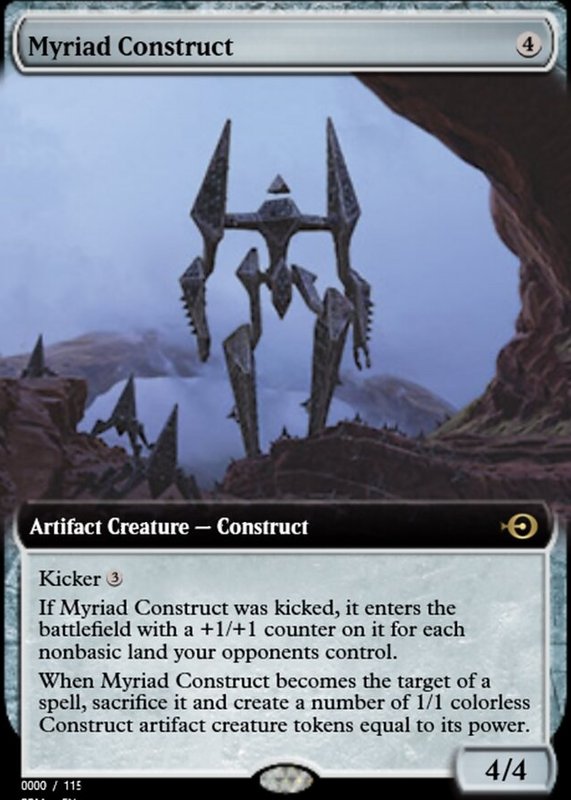 Myriad Construct 4
Artifact Creature — Construct
Kicker 3
If Myriad Construct was kicked, it enters the
battlefield with a +1/+1 counter on it for each
nonbasic land your opponents control.
When Myriad Construct becomes the target of a
spell, sacrifice it and create a number of 1/1 colorless
Construct artifact creature tokens equal to its power.
4/4
0000 / 115